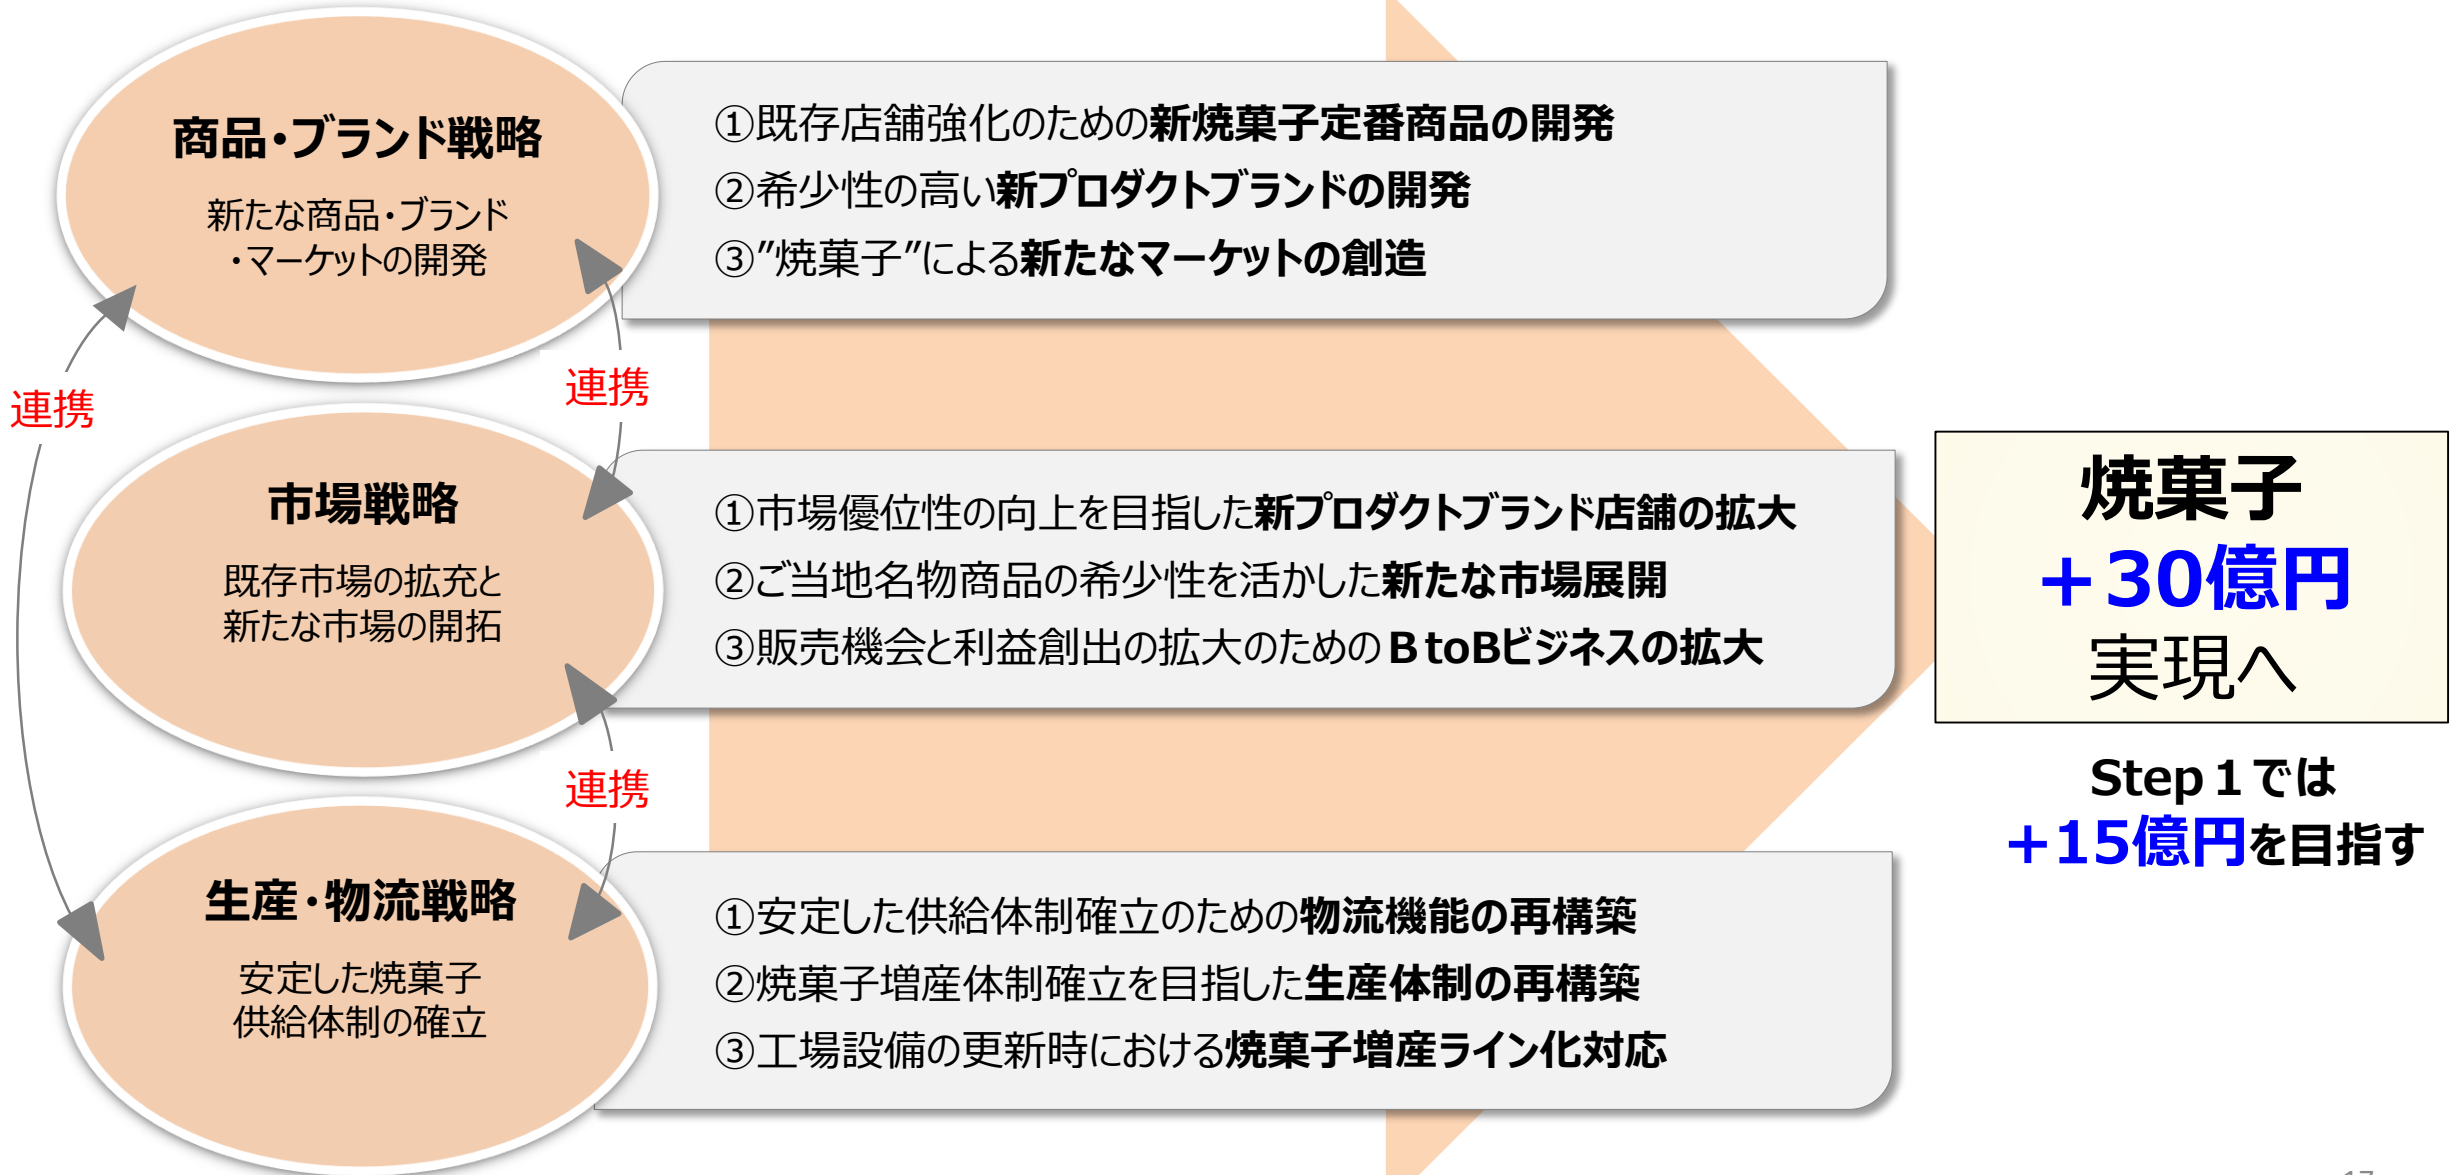 商品・ブランド戦略
新たな商品・ブランド
・マーケットの開発
①既存店舗強化のための新焼菓子定番商品の開発
②希少性の高い新プロダクトブランドの開発
③”焼菓子”による新たなマーケットの創造
連携
連携
市場戦略
既存市場の拡充と
新たな市場の開拓
①市場優位性の向上を目指した新プロダクトブランド店舗の拡大
②ご当地名物商品の希少性を活かした新たな市場展開
③販売機会と利益創出の拡大のためのＢtoBビジネスの拡大
連携
生産・物流戦略
安定した焼菓子
供給体制の確立
①安定した供給体制確立のための物流機能の再構築
②焼菓子増産体制確立を目指した生産体制の再構築
③工場設備の更新時における焼菓子増産ライン化対応
焼菓子
＋30億円
実現へ
Step１では
＋15億円を目指す